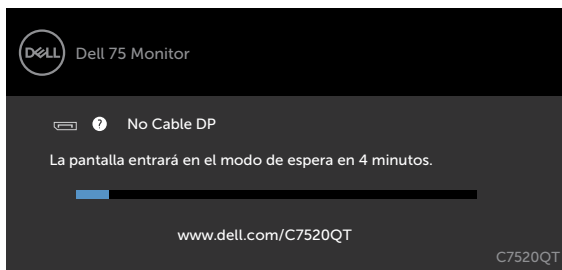 DELL
Dell 75 Monitor
? No Cable DP
La pantalla entrará en el modo de espera en 4 minutos.
www.dell.com/C7520QT
C7520QT